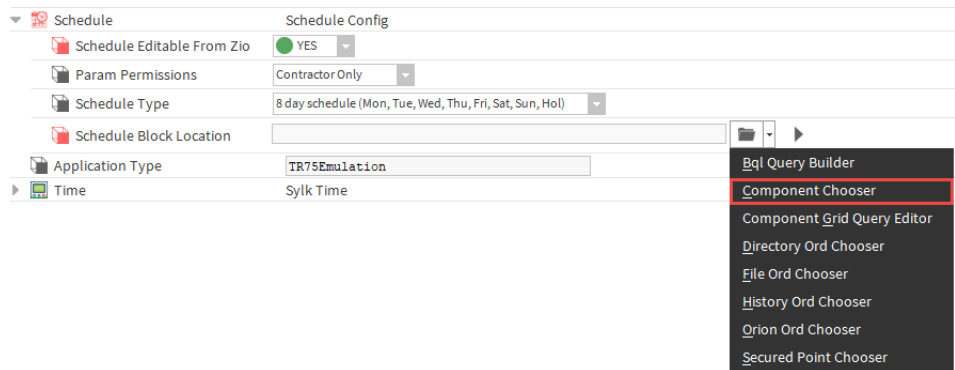 Schedule Schedule Config
Schedule Editable From Zio YES
Param Permissions Contractor Only
Schedule Type 8 day schedule (Mon, Tue, Wed, Thu, Fri, Sat, Sun, Hol)
Schedule Block Location
Application Type TR75Emulation
Time Sylk Time
Bql Query Builder
Component Chooser
Component Grid Query Editor
Directory Ord Chooser
File Ord Chooser
History Ord Chooser
Orion Ord Chooser
Secured Point Chooser